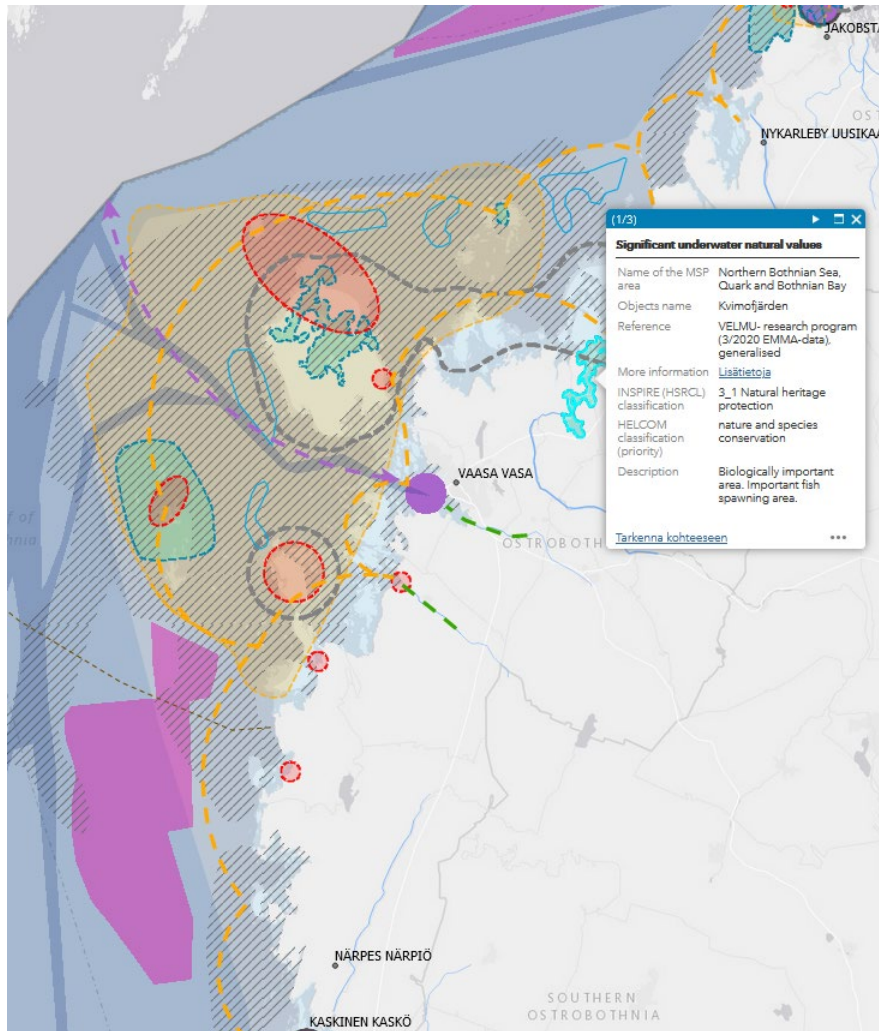 JAKOBSTA
OST
NYKARLEBY UUSIKAA
(1/3)
Significant underwater natural values
Name of the MSP area
Northern Bothnian Sea, Quark and Bothnian Bay
Objects name
Kvimofjärden
Reference
VELMU- research program (3/2020 EMMA-data), generalised
More information
Lisätietoja
INSPIRE (HSRCL) classification
3_1 Natural heritage protection
HELCOM classification (priority)
nature and species conservation
Description
Biologically important area. Important fish spawning area.
Tarkenna kohteeseen
VAASA VASA
f of
hnia
OSTROBOTH
NÄRPES NÄRPIÖ
SOUTHERN
OSTROBOTHNIA
KASKINEN KASKÖ